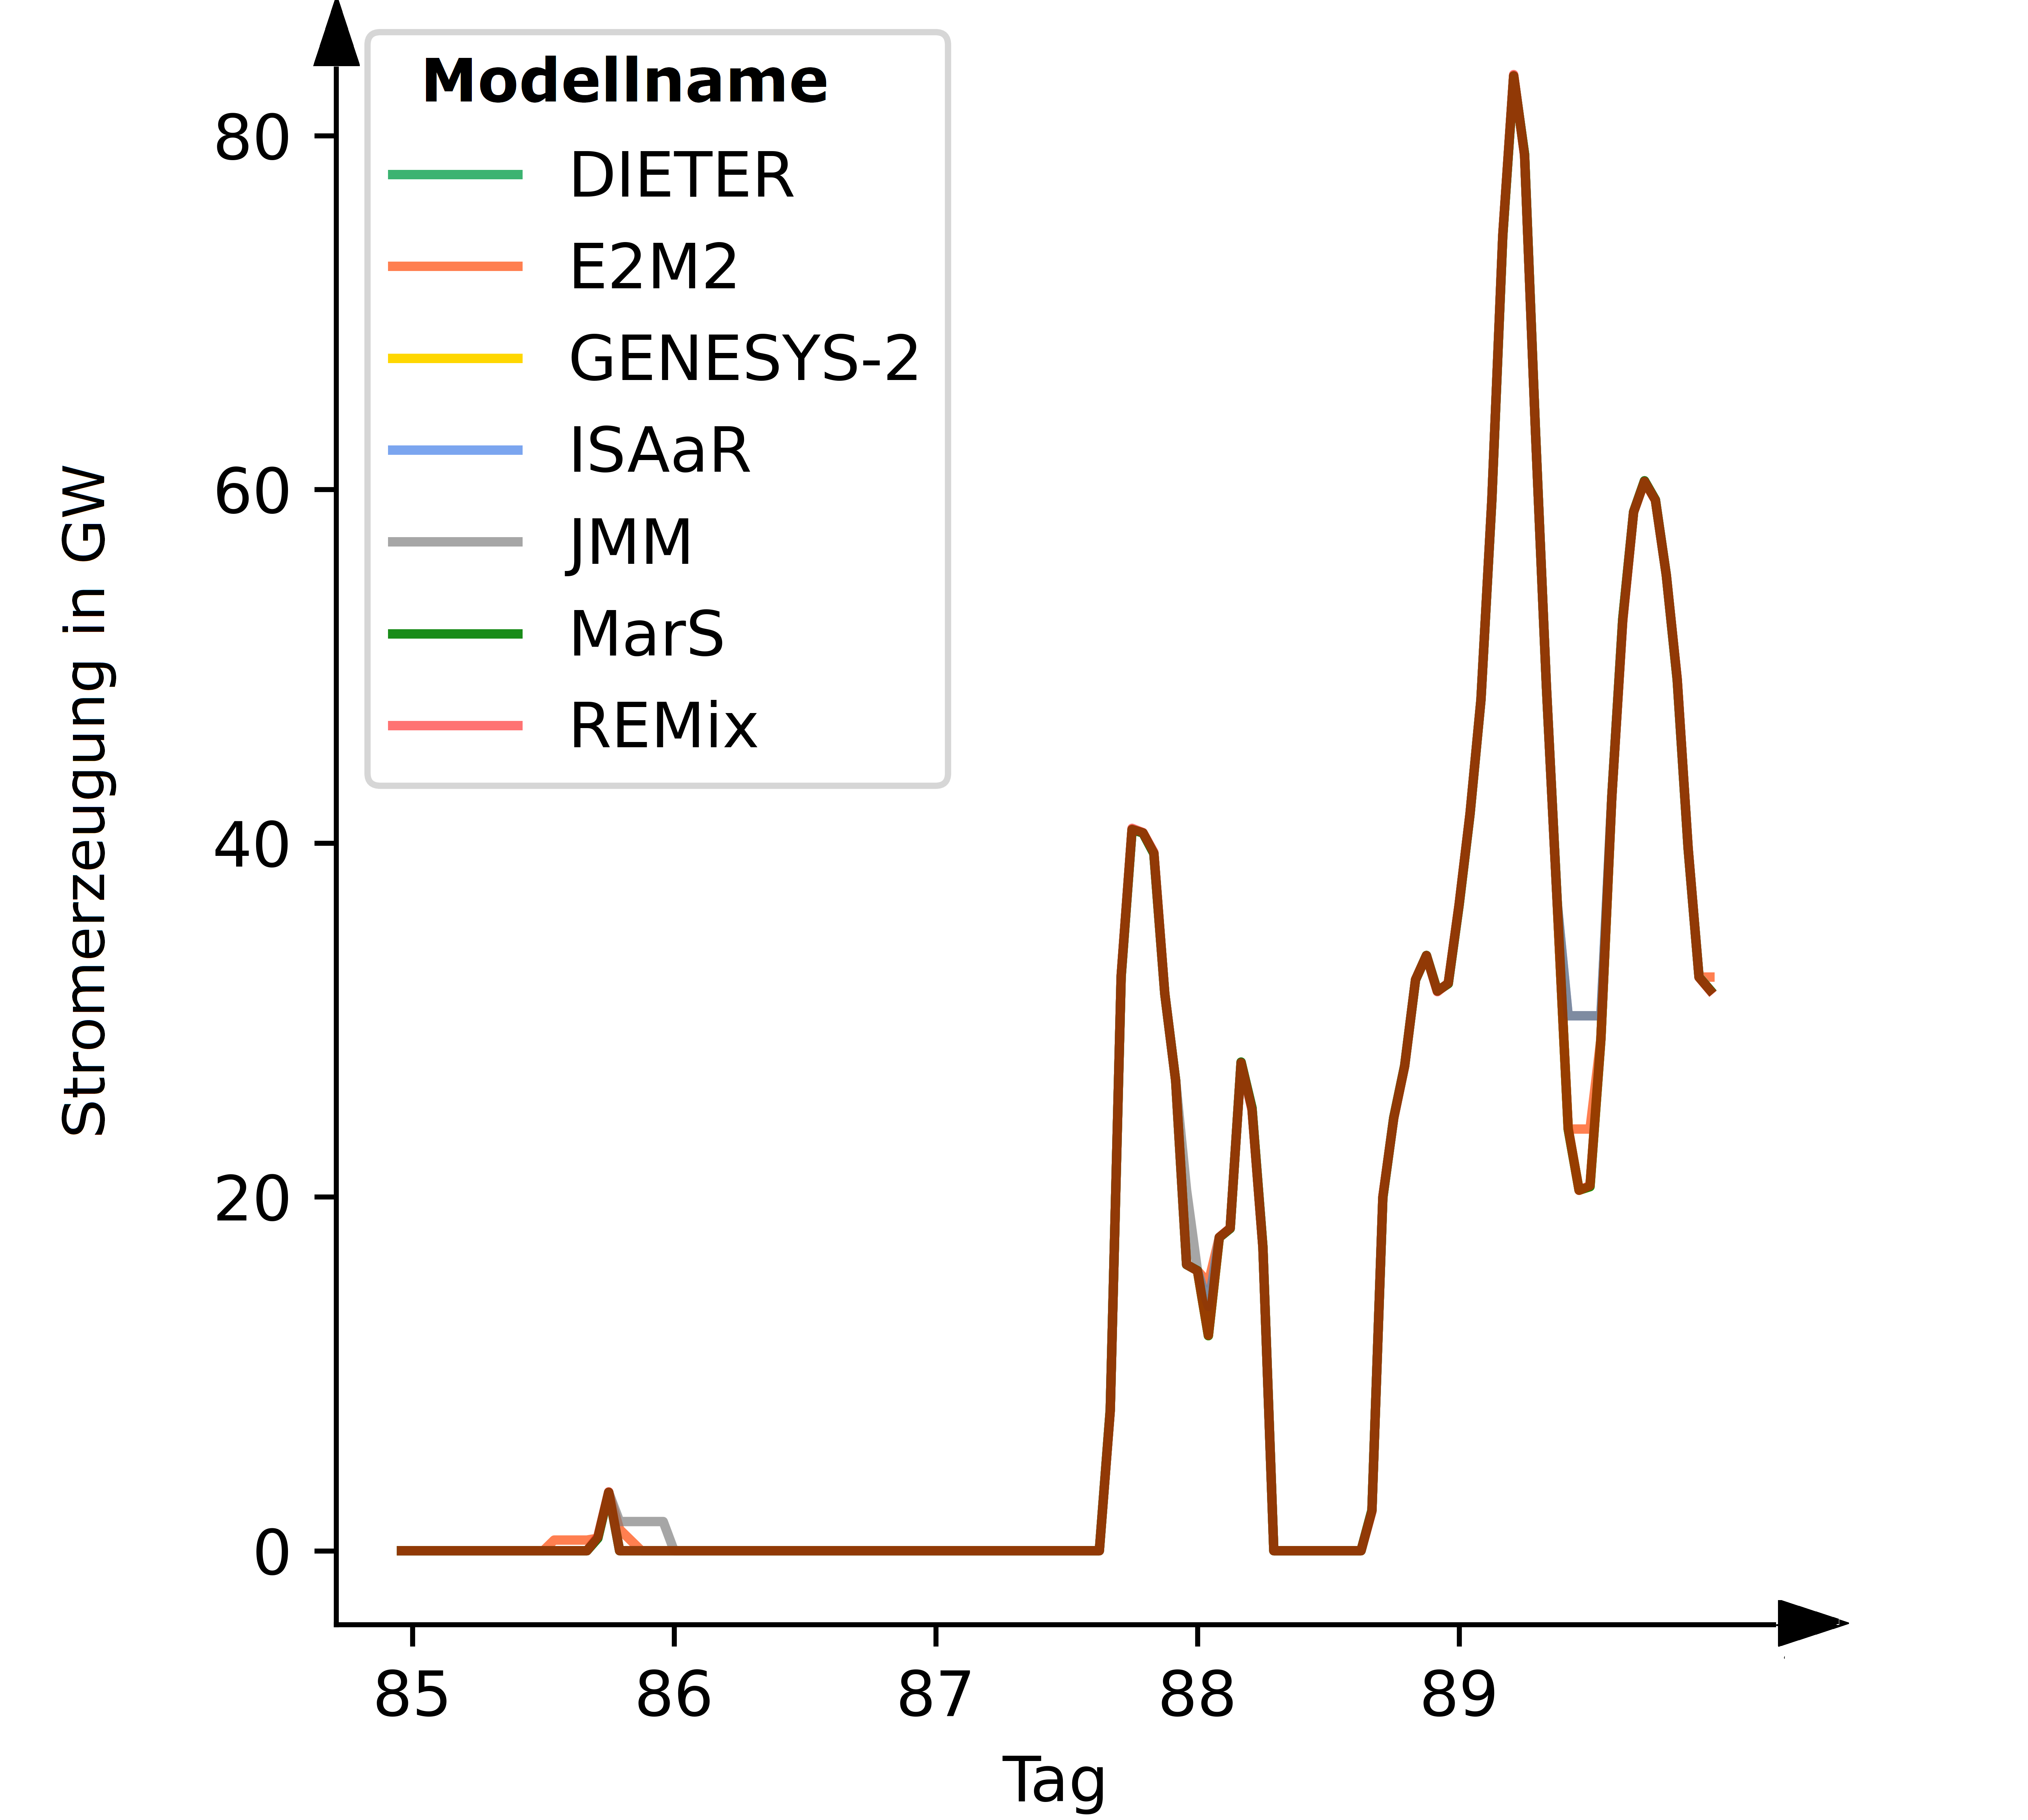 Modellname
DIETER
E2M2
GENESYS-2
ISAaR
JMM
MarS
REMix
Stromerzeugung in GW
80
60
40
20
0
85 86 87 88 89
Tag